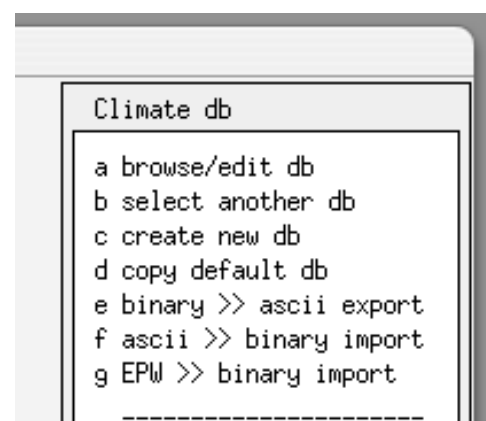 Climate db
a browse/edit db
b select another db
c create new db
d copy default db
e binary >> ascii export
f ascii >> binary import
g EPW >> binary import
----------------------